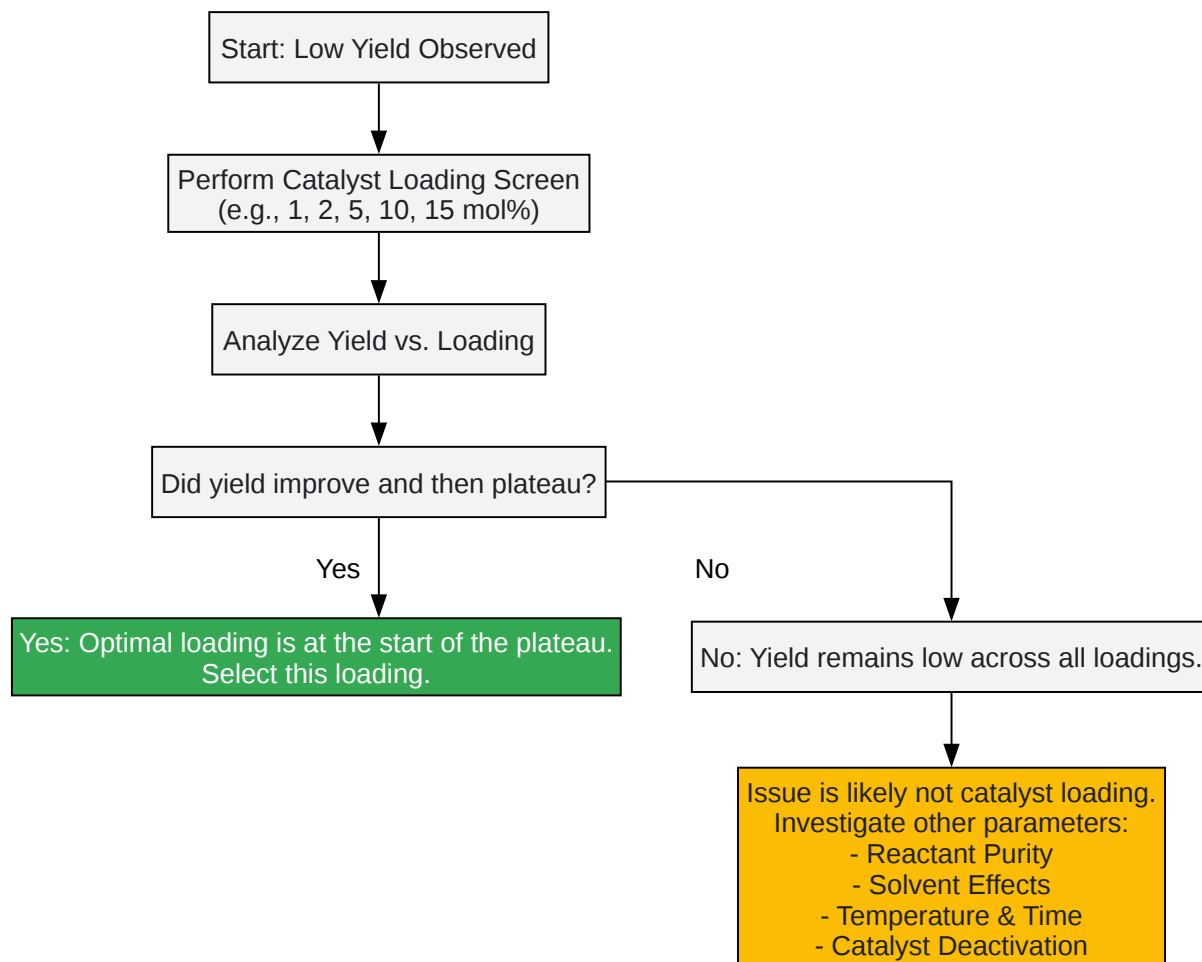 Start: Low Yield Observed
Perform Catalyst Loading Screen
(e.g., 1, 2, 5, 10, 15 mol%)
Analyze Yield vs. Loading
Did yield improve and then plateau?
Yes
No
Yes: Optimal loading is at the start of the plateau.
Select this loading.
No: Yield remains low across all loadings.
Issue is likely not catalyst loading.
Investigate other parameters:
- Reactant Purity
- Solvent Effects
- Temperature & Time
- Catalyst Deactivation